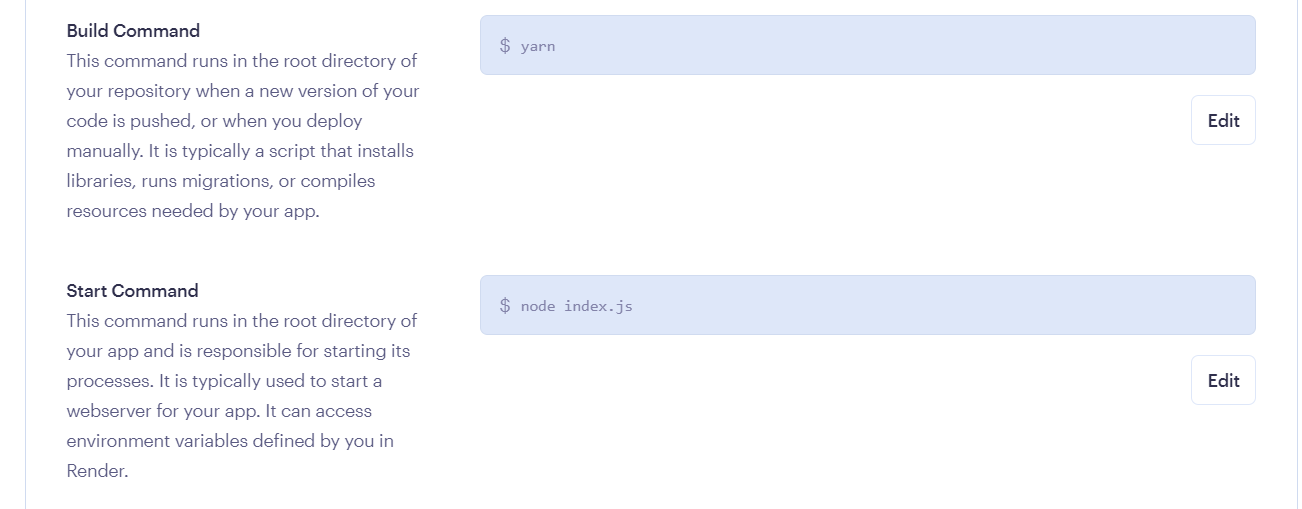 Build Command
This command runs in the root directory of
your repository when a new version of your
code is pushed, or when you deploy
manually. It is typically a script that installs
libraries, runs migrations, or compiles
resources needed by your app.
$ yarn
Edit
Start Command
This command runs in the root directory of
your app and is responsible for starting its
processes. It is typically used to start a
webserver for your app. It can access
environment variables defined by you in
Render.
$ node index.js
Edit